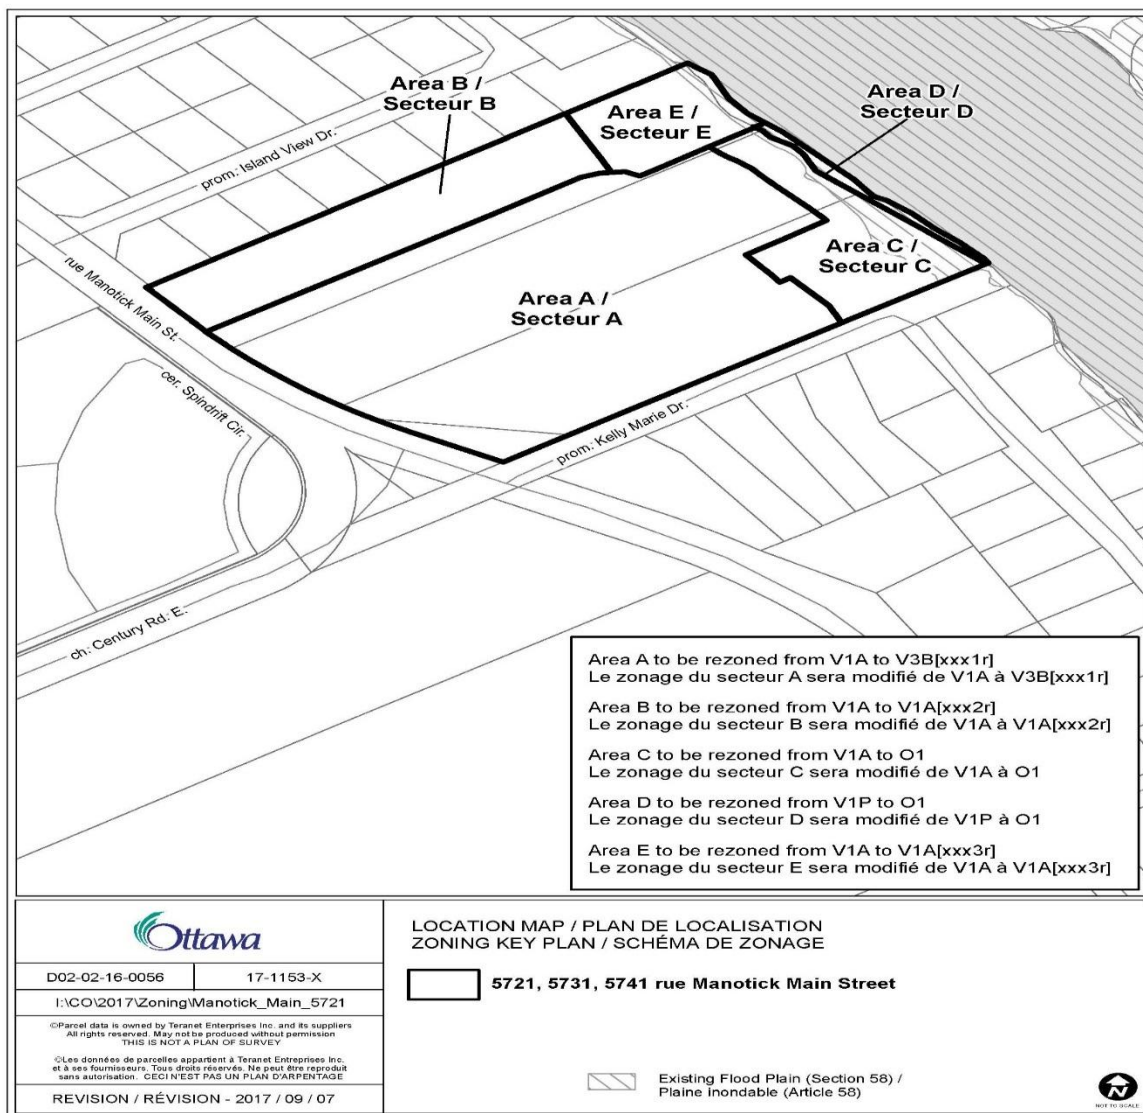 Area B /
Secteur B
Area E /
Secteur E
Area D /
Secteur D
prom. Island View Dr.
Area C /
Secteur C
rue Manotick Main St.
Area A /
Secteur A
cer. Spindrift Cir.
prom. Kelly Marie Dr.
ch. Century Rd. E.
Area A to be rezoned from V1A to V3B[xxx1r]
Le zonage du secteur A sera modifié de V1A à V3B[xxx1r]
Area B to be rezoned from V1A to V1A[xxx2r]
Le zonage du secteur B sera modifié de V1A à V1A[xxx2r]
Area C to be rezoned from V1A to O1
Le zonage du secteur C sera modifié de V1A à O1
Area D to be rezoned from V1P to O1
Le zonage du secteur D sera modifié de V1P à O1
Area E to be rezoned from V1A to V1A[xxx3r]
Le zonage du secteur E sera modifié de V1A à V1A[xxx3r]
Ottawa
D02-02-16-0056 17-1153-X
I:\CO\2017\Zoning\Manotick_Main_5721
©Parcel data is owned by Teranet Enterprises Inc. and its suppliers
All rights reserved. May not be produced without permission
THIS IS NOT A PLAN OF SURVEY
©Les données de parcelles appartient à Teranet Entreprises Inc.
et à ses fournisseurs. Tous droits réservés. Ne peut être reproduit
sans autorisation. CECI N'EST PAS UN PLAN D'ARPENTAGE
REVISION / RÉVISION - 2017 / 09 / 07
LOCATION MAP / PLAN DE LOCALISATION
ZONING KEY PLAN / SCHÉMA DE ZONAGE
5721, 5731, 5741 rue Manotick Main Street
Existing Flood Plain (Section 58) /
Plaine inondable (Article 58)
N
NOT TO SCALE